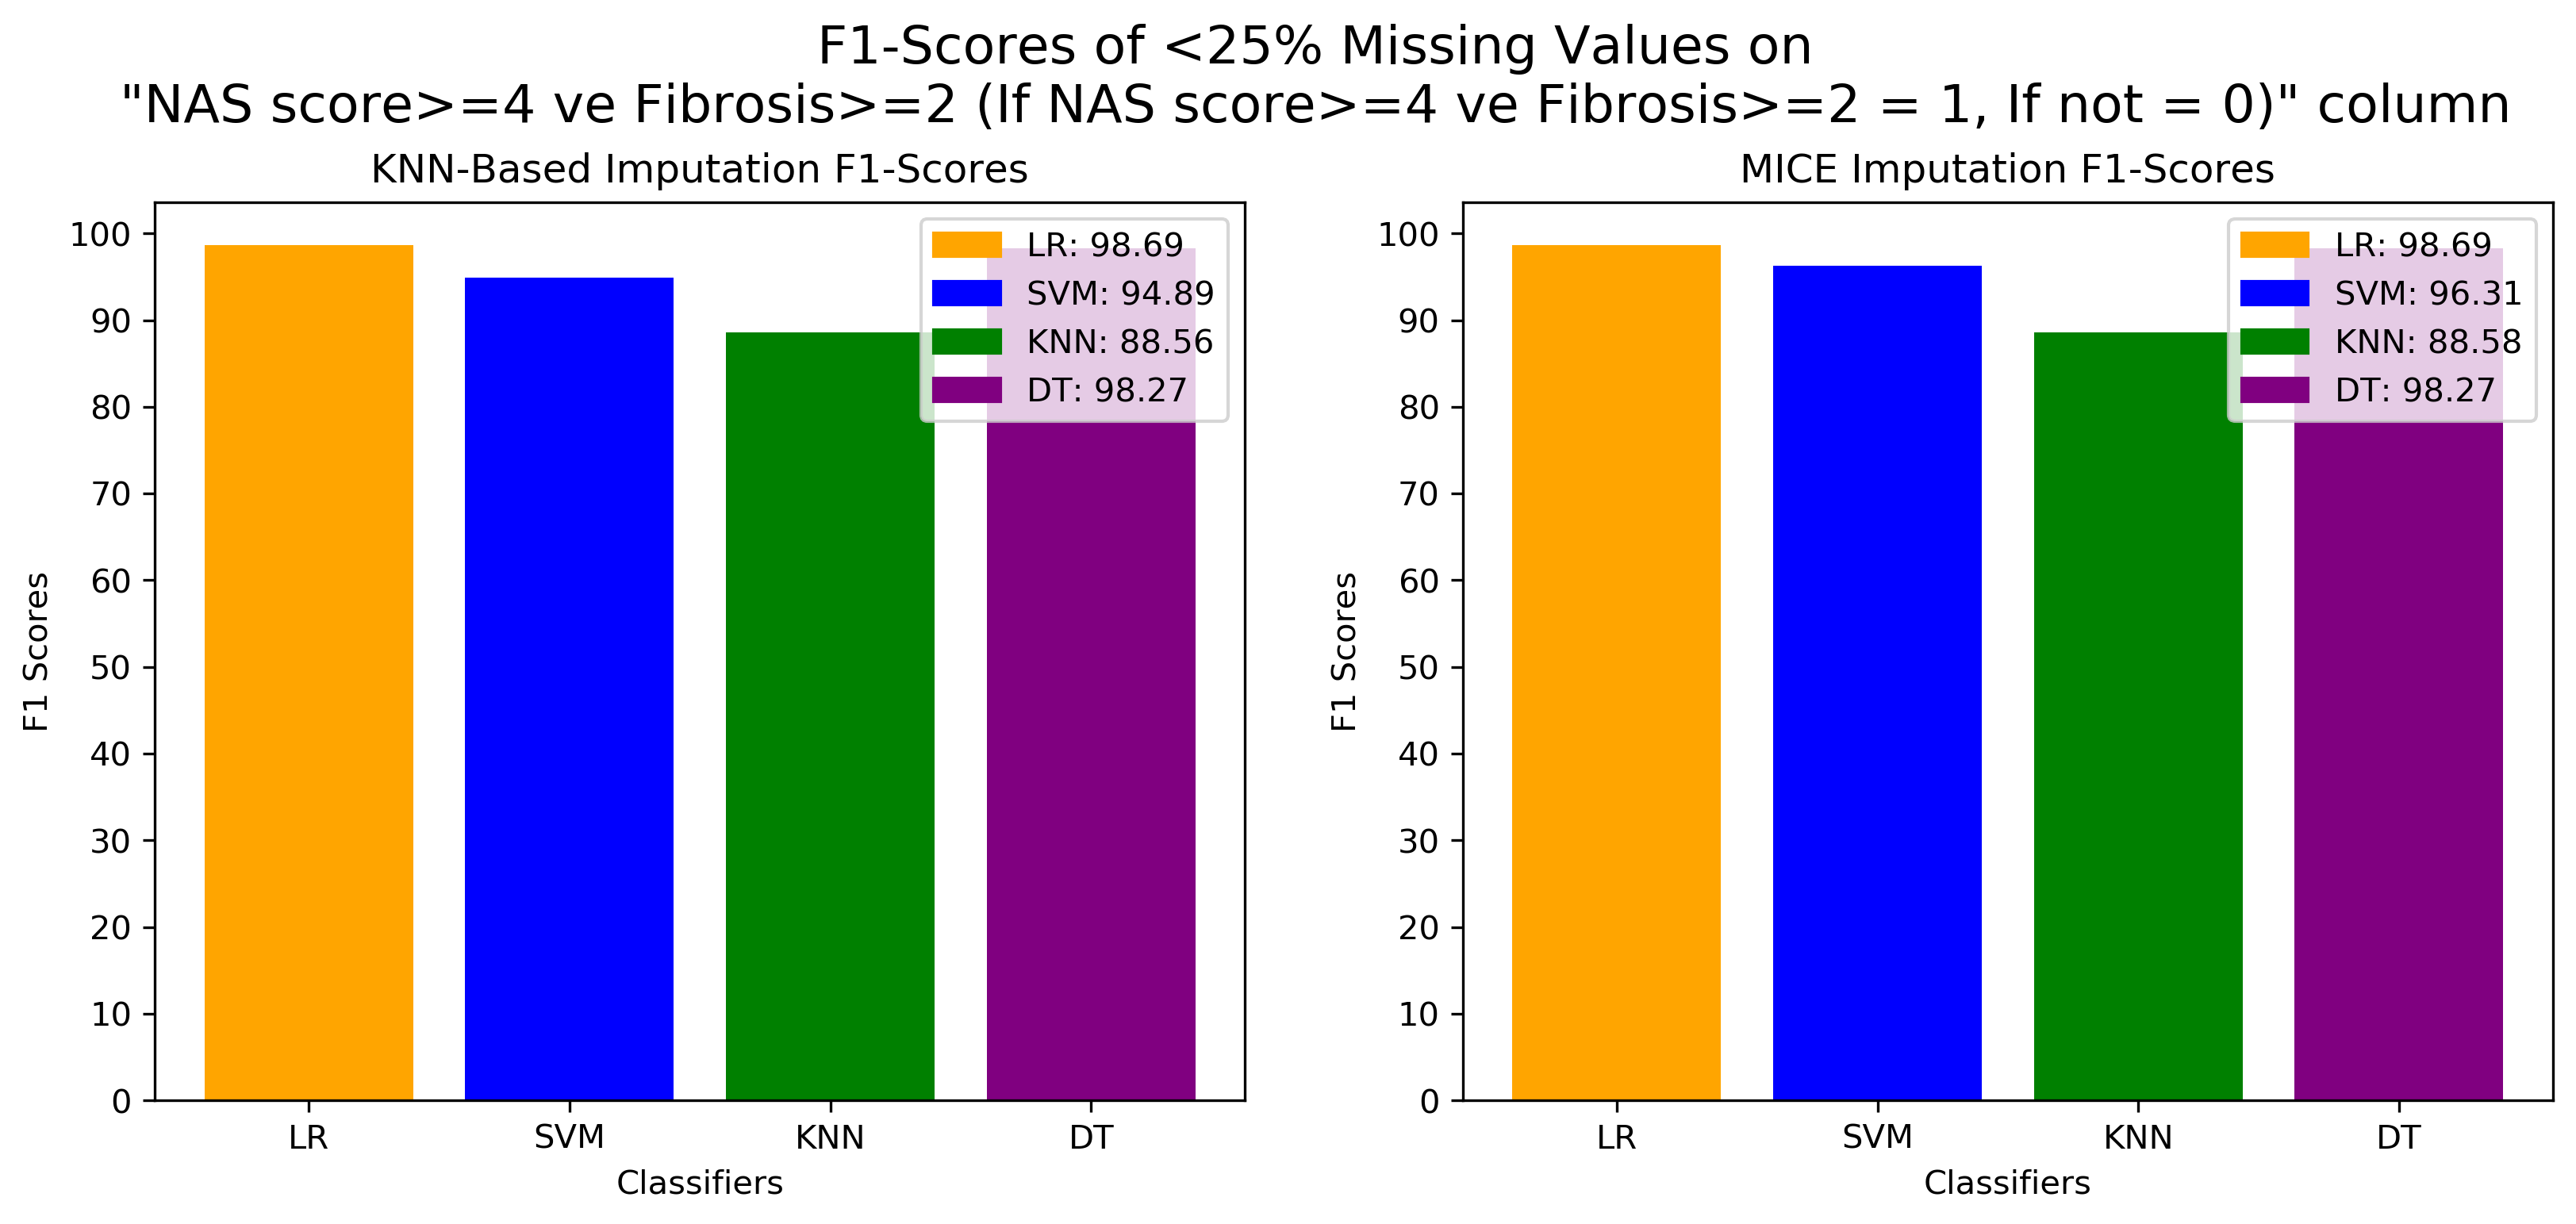 F1-Scores of <25% Missing Values on
"NAS score>=4 ve Fibrosis>=2 (If NAS score>=4 ve Fibrosis>=2 = 1, If not = 0)" column
KNN-Based Imputation F1-Scores
F1 Scores
100
90
80
70
60
50
40
30
20
10
0
LR: 98.69
SVM: 94.89
KNN: 88.56
DT: 98.27
LR SVM KNN DT
Classifiers
MICE Imputation F1-Scores
F1 Scores
100
90
80
70
60
50
40
30
20
10
0
LR: 98.69
SVM: 96.31
KNN: 88.58
DT: 98.27
LR SVM KNN DT
Classifiers